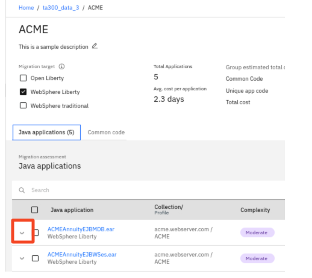 Home / ta300_data_3 / ACME
ACME
This is a sample description
Migration target
Open Liberty
WebSphere Liberty
WebSphere traditional
Total Applications
5
Avg. cost per application
2.3 days
Group estimated total
Common Code
Unique app code
Total cost
Java applications (5) Common code
Migration assessment
Java applications
Search
Java application Collection/ Profile Complexity
ACMEAnnuityEJBMDB.ear
WebSphere Liberty
acme.webserver.com /
ACME
Moderate
ACMEAnnuityEJBWSes.ear
WebSphere Liberty
acme.webserver.com /
ACME
Moderate